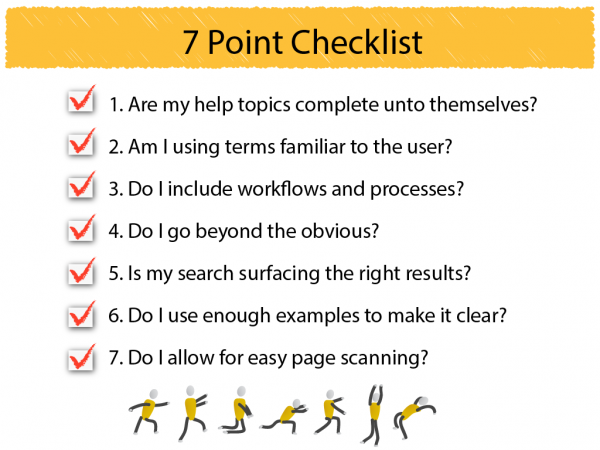 7 Point Checklist
1. Are my help topics complete unto themselves?
2. Am I using terms familiar to the user?
3. Do I include workflows and processes?
4. Do I go beyond the obvious?
5. Is my search surfacing the right results?
6. Do I use enough examples to make it clear?
7. Do I allow for easy page scanning?